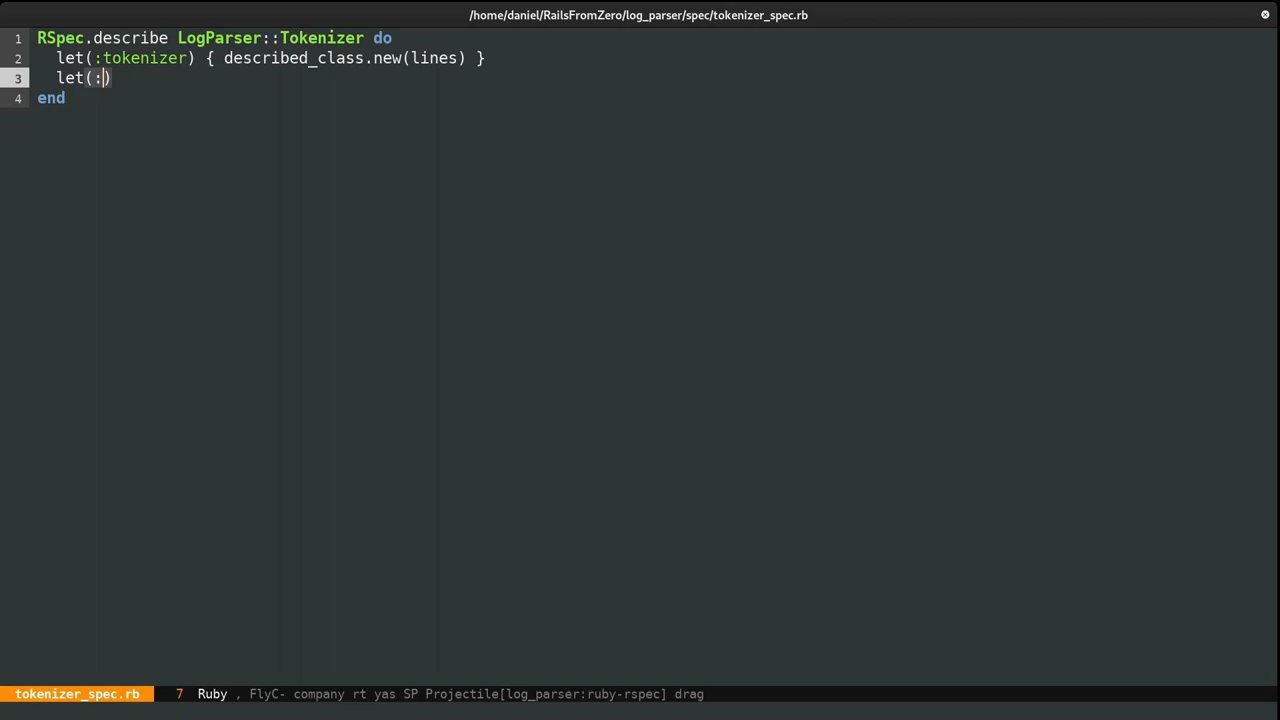 /home/daniel/RailsFromZero/log_parser/spec/tokenizer_spec.rb
1 RSpec.describe LogParser::Tokenizer do
2 let(:tokenizer) { described_class.new(lines) }
3 let(:)
4 end
tokenizer_spec.rb 7 Ruby , FlyC- company rt yas SP Projectile[log_parser:ruby-rspec] drag